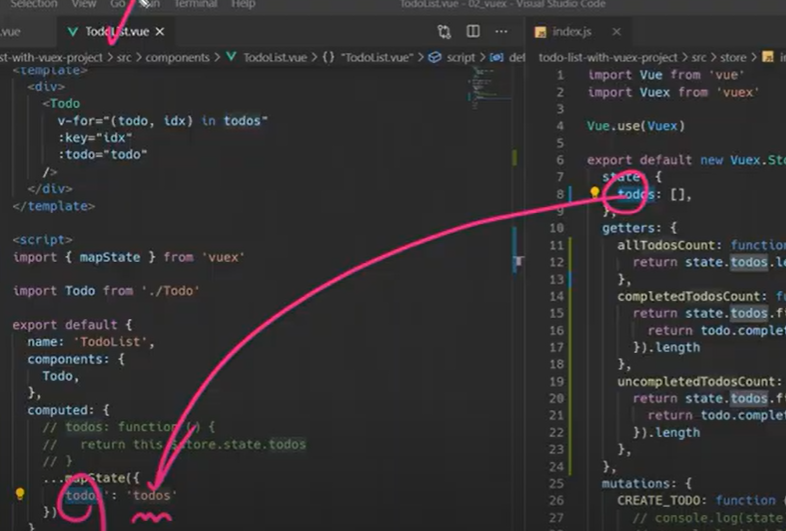 Selection View Go Run Terminal Help
TodoList.vue - 02_vuex - Visual Studio Code
.vue
TodoList.vue
st-with-vuex-project > src > components > TodoList.vue > {} "TodoList.vue" > script >
<template>
<div>
<Todo
v-for="(todo, idx) in todos"
:key="idx"
:todo="todo"
/>
</div>
</template>
<script>
import { mapState } from 'vuex'
import Todo from './Todo'
export default {
name: 'TodoList',
components: {
Todo,
},
computed: {
// todos: function () {
// return this.$store.state.todos
// }
...mapState({
'todos': 'todos'
})
index.js
todo-list-with-vuex-project > src > store >
1 import Vue from 'vue'
2 import Vuex from 'vuex'
3
4 Vue.use(Vuex)
5
6 export default new Vuex.Sto
7 state: {
8 todos: [],
9 },
10 getters: {
11 allTodosCount: function
12 return state.todos.le
13 },
14 completedTodosCount: fu
15 return state.todos.fi
16 return todo.complet
17 }).length
18 },
19 uncompletedTodosCount:
20 return state.todos.fi
21 return todo.complet
22 }).length
23 },
24 },
25 mutations: {
26 CREATE_TODO: function (
27 // console.log(state